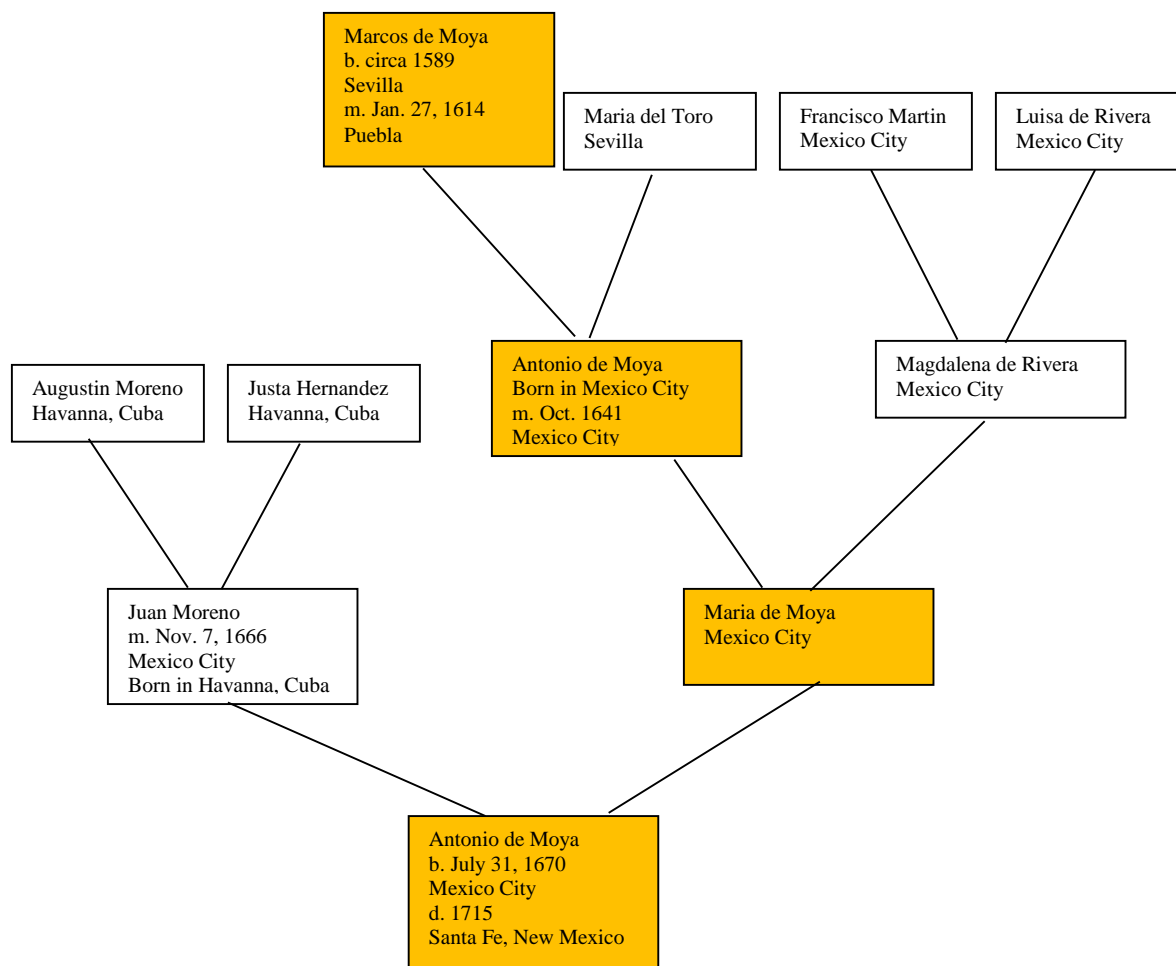 Marcos de Moya
b. circa 1589
Sevilla
m. Jan. 27, 1614
Puebla
Maria del Toro
Sevilla
Francisco Martin
Mexico City
Luisa de Rivera
Mexico City
Augustin Moreno
Havanna, Cuba
Justa Hernandez
Havanna, Cuba
Antonio de Moya
Born in Mexico City
m. Oct. 1641
Mexico City
Magdalena de Rivera
Mexico City
Juan Moreno
m. Nov. 7, 1666
Mexico City
Born in Havanna, Cuba
Maria de Moya
Mexico City
Antonio de Moya
b. July 31, 1670
Mexico City
d. 1715
Santa Fe, New Mexico